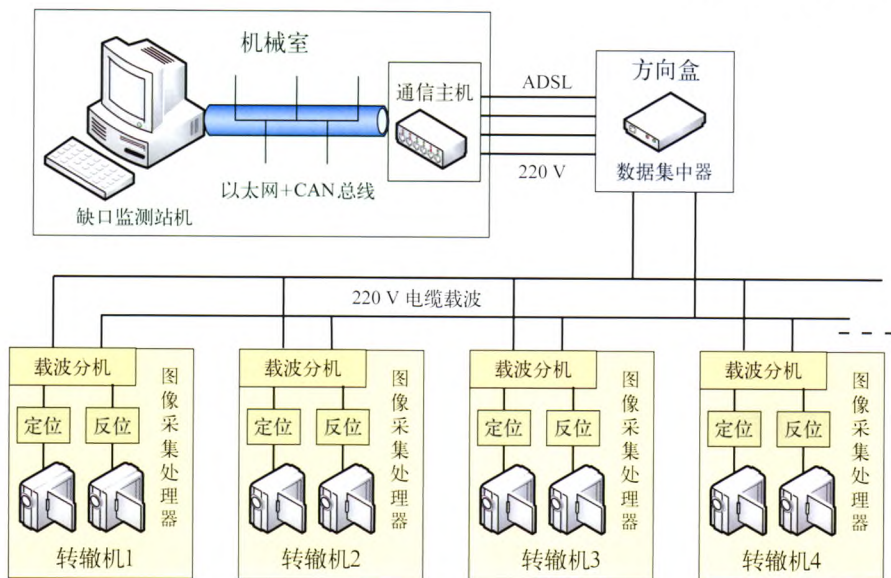 机械室
通信主机
ADSL
220 V
方向盒
数据集中器
以太网+CAN 总线
缺口监测站机
220 V 电缆载波
载波分机
定位
反位
图像采集处理器
转辙机1
载波分机
定位
反位
图像采集处理器
转辙机2
载波分机
定位
反位
图像采集处理器
转辙机3
载波分机
定位
反位
图像采集处理器
转辙机4